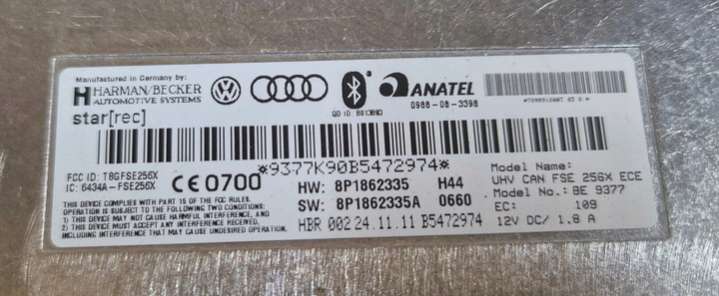 Manufactured in Germany by:
HARMAN/BECKER
AUTOMOTIVE SYSTEMS
ANATEL
0988-08-3398
star[rec]
*9377K90B5472974*
FCC ID: T8GFSE256X
IC: 6434A-FSE256X
CE 0700
HW: 8P1862335 H44
SW: 8P1862335A 0660
HBR 002 24.11.11 B5472974
Model Name:
UHV CAN FSE 256X ECE
Model No.: BE 9377
EC: 109
12V DC/ 1.8 A
THIS DEVICE COMPLIES WITH PART 15 OF THE FCC RULES.
OPERATION IS SUBJECT TO THE FOLLOWING TWO CONDITIONS:
1) THIS DEVICE MAY NOT CAUSE HARMFUL INTERFERENCE, AND
2) THIS DEVICE MUST ACCEPT ANY INTERFERENCE RECEIVED,
INCLUDING INTERFERENCE THAT MAY CAUSE UNDESIRED OPERATION.